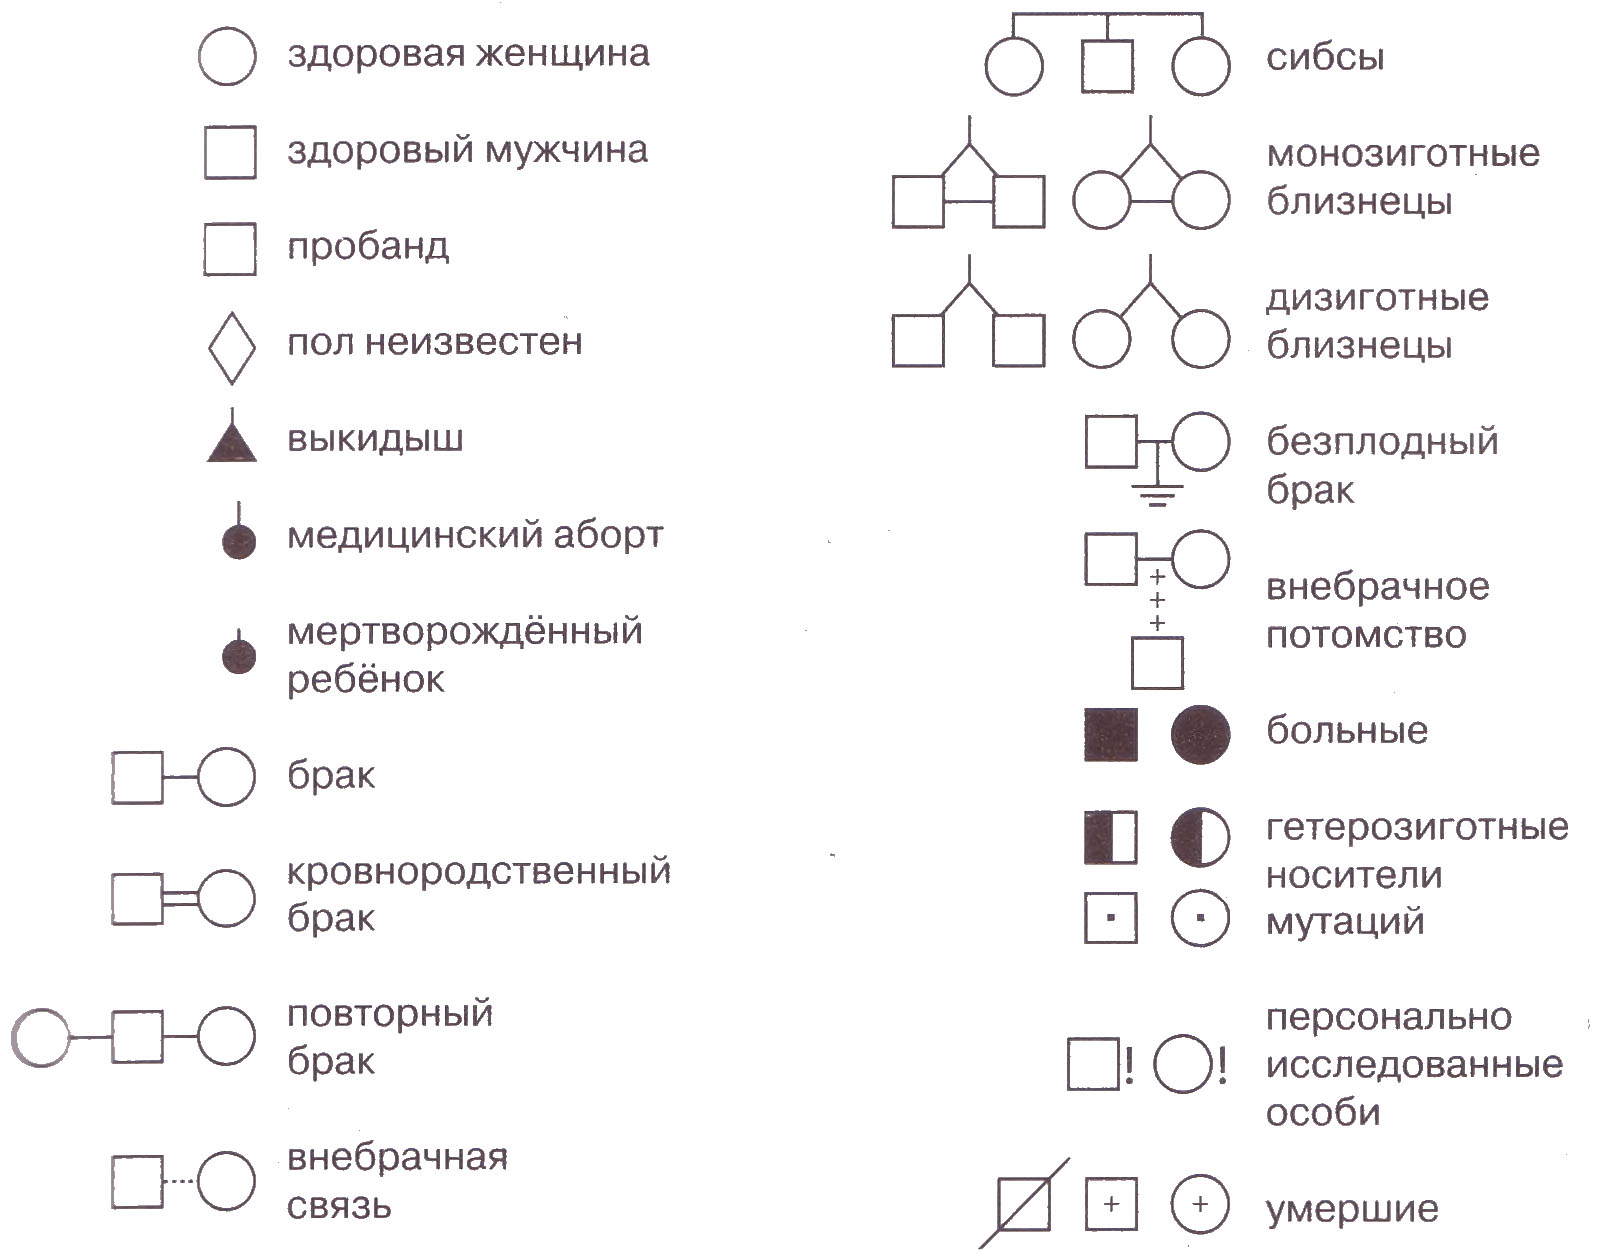 здоровая женщина
здоровый мужчина
пробанд
пол неизвестен
выкидыш
медицинский аборт
мертворождённый
ребёнок
брак
кровнородственный
брак
повторный
брак
внебрачная
связь
сибсы
монозиготные
близнецы
дизиготные
близнецы
безплодный
брак
внебрачное
потомство
больные
гетерозиготные
носители
мутаций
персонально
исследованные
особи
умершие